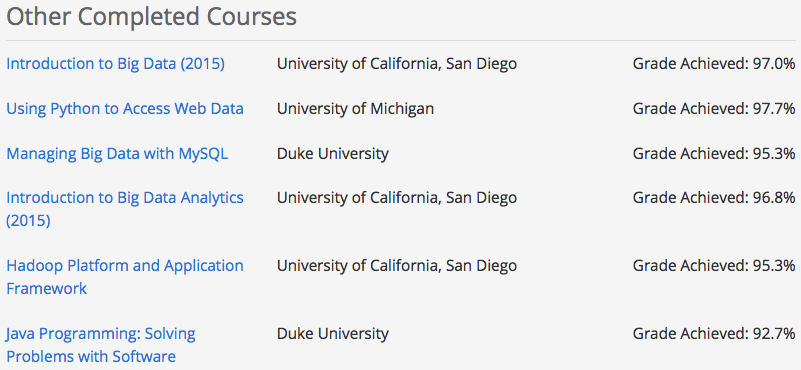 Other Completed Courses
Introduction to Big Data (2015) University of California, San Diego Grade Achieved: 97.0%
Using Python to Access Web Data University of Michigan Grade Achieved: 97.7%
Managing Big Data with MySQL Duke University Grade Achieved: 95.3%
Introduction to Big Data Analytics University of California, San Diego Grade Achieved: 96.8%
(2015)
Hadoop Platform and Application University of California, San Diego Grade Achieved: 95.3%
Framework
Java Programming: Solving Duke University Grade Achieved: 92.7%
Problems with Software